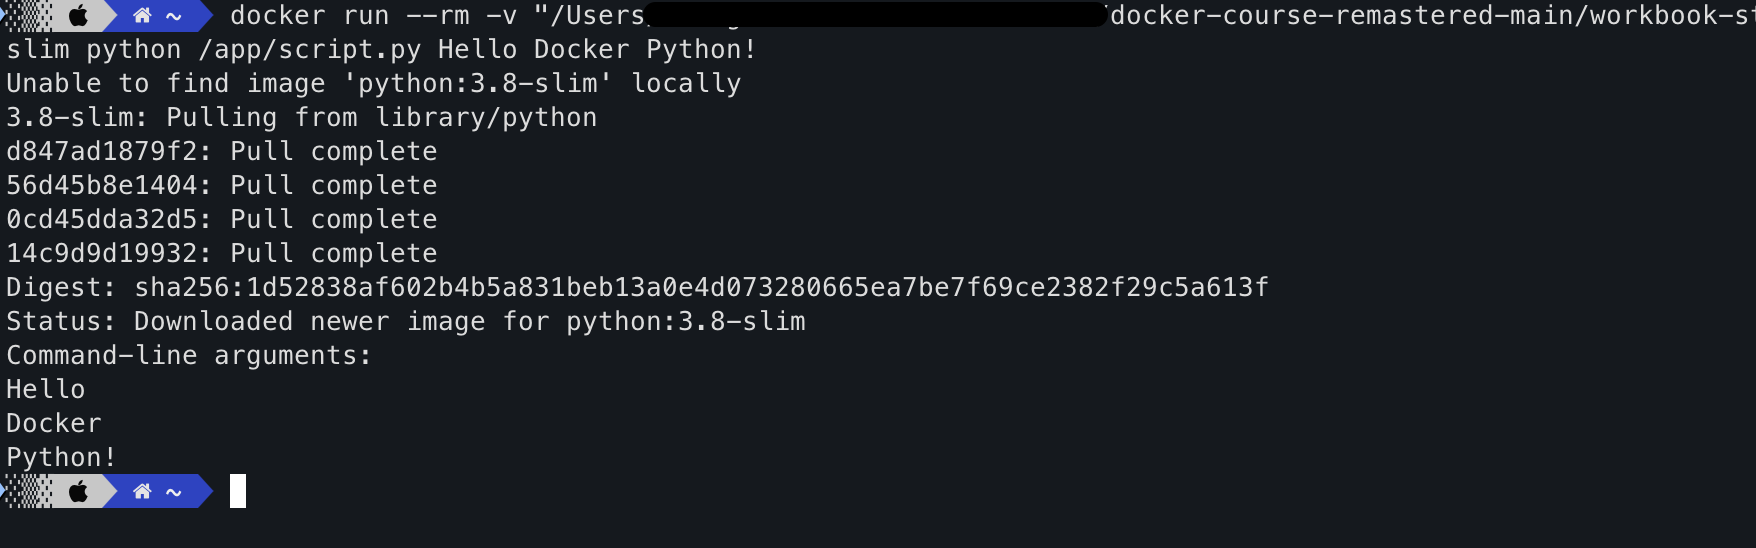 ~ docker run --rm -v "/Users/ /docker-course-remastered-main/workbook-st
slim python /app/script.py Hello Docker Python!
Unable to find image 'python:3.8-slim' locally
3.8-slim: Pulling from library/python
d847ad1879f2: Pull complete
56d45b8e1404: Pull complete
0cd45dda32d5: Pull complete
14c9d9d19932: Pull complete
Digest: sha256:1d52838af602b4b5a831beb13a0e4d073280665ea7be7f69ce2382f29c5a613f
Status: Downloaded newer image for python:3.8-slim
Command-line arguments:
Hello
Docker
Python!
~